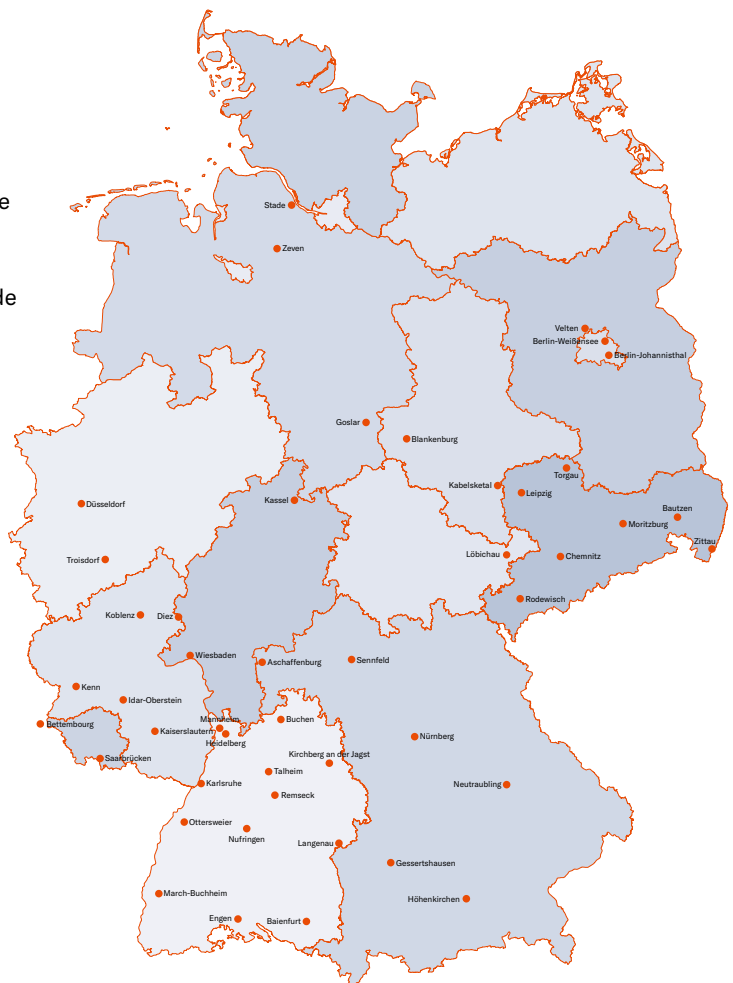 e
Stade
Zeven
de
Velten
Berlin-Weißensee
Berlin-Johannisthal
Goslar
Blankenburg
Torgau
Kabelsketal
Leipzig
Kassel
Düsseldorf
Bautzen
Moritzburg
Zittau
Löbichau
Chemnitz
Troisdorf
Rodewisch
Koblenz
Diez
Wiesbaden
Aschaffenburg
Sennfeld
Kenn
Idar-Oberstein
Mannheim
Buchen
Bettembourg
Kaiserslautern
Heidelberg
Nürnberg
Saarbrücken
Kirchberg an der Jagst
Talheim
Karlsruhe
Neutraubling
Remseck
Ottersweier
Nufringen
Langenau
Gessertshausen
March-Buchheim
Höhenkirchen
Engen
Baienfurt